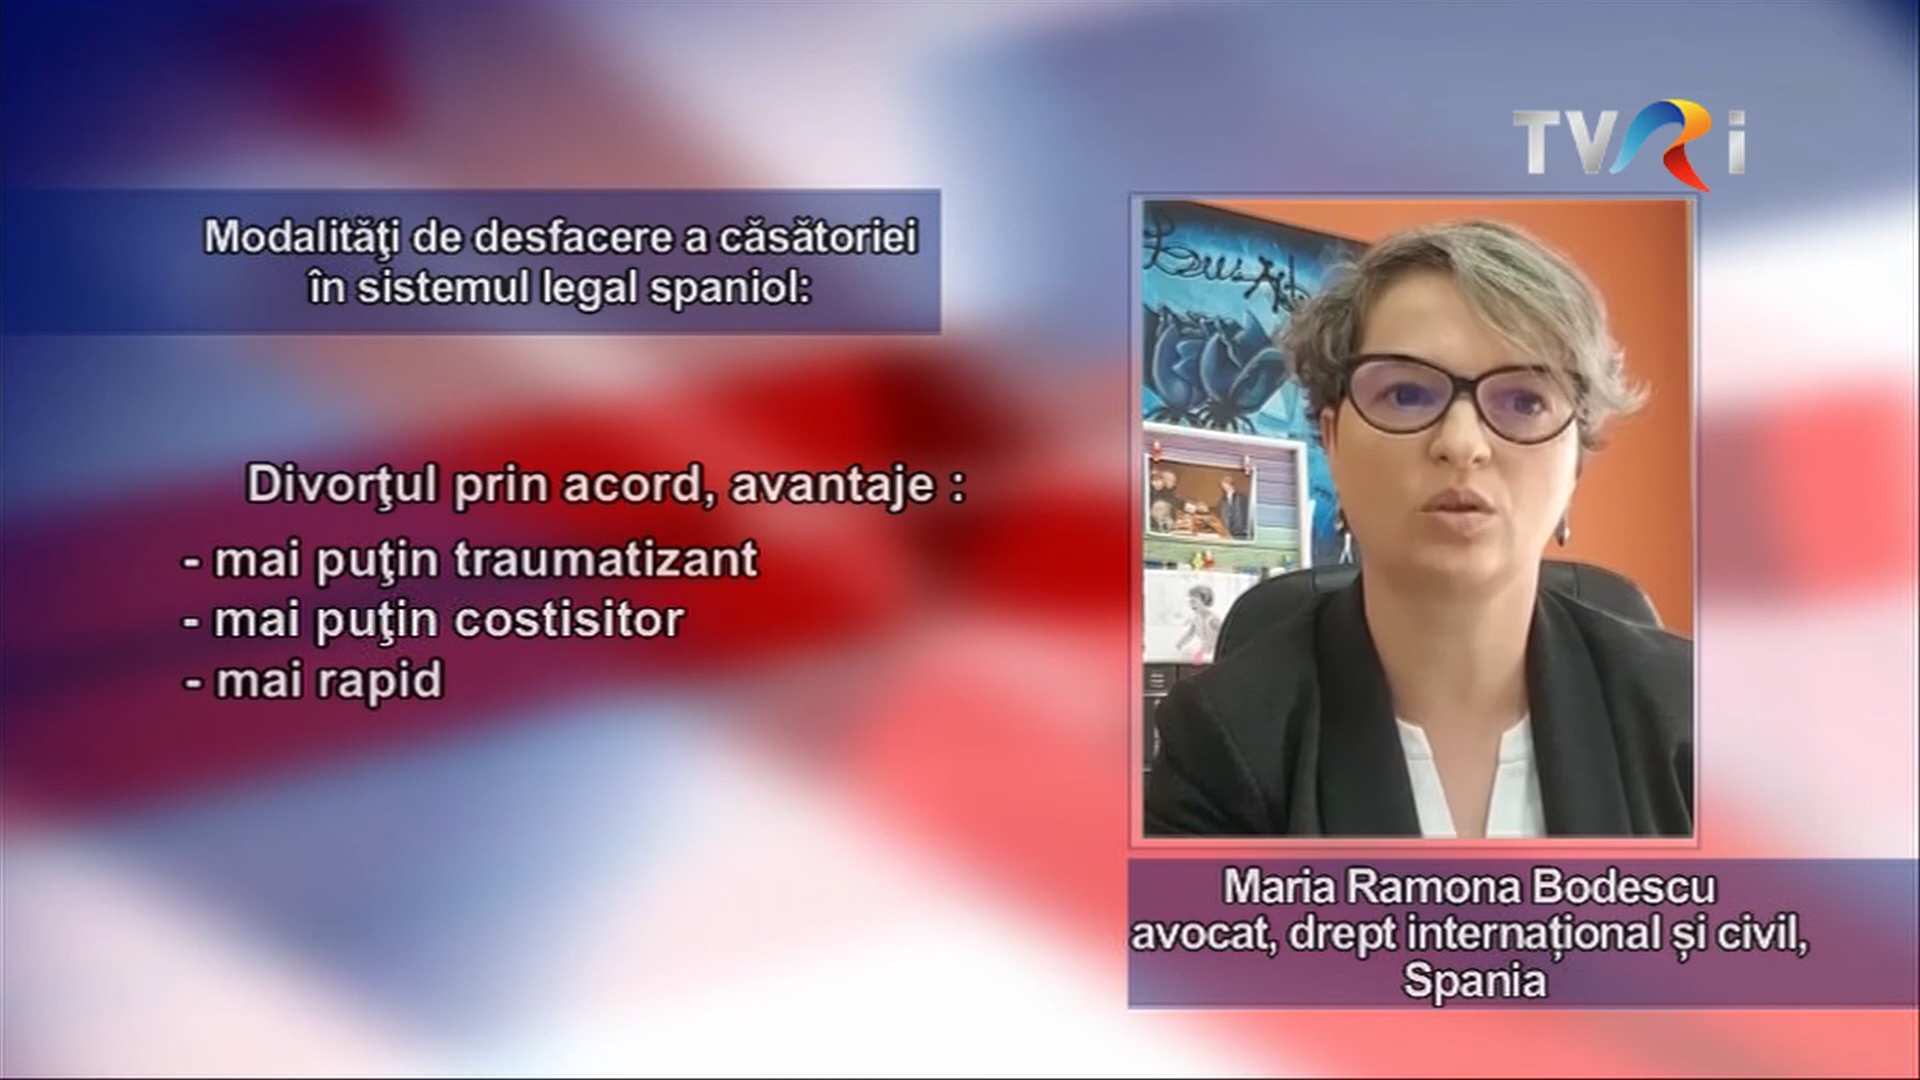 TVRi
Modalităţi de desfacere a căsătoriei
în sistemul legal spaniol:
Divorţul prin acord, avantaje :
- mai puţin traumatizant
- mai puţin costisitor
- mai rapid
Maria Ramona Bodescu
avocat, drept internațional și civil,
Spania